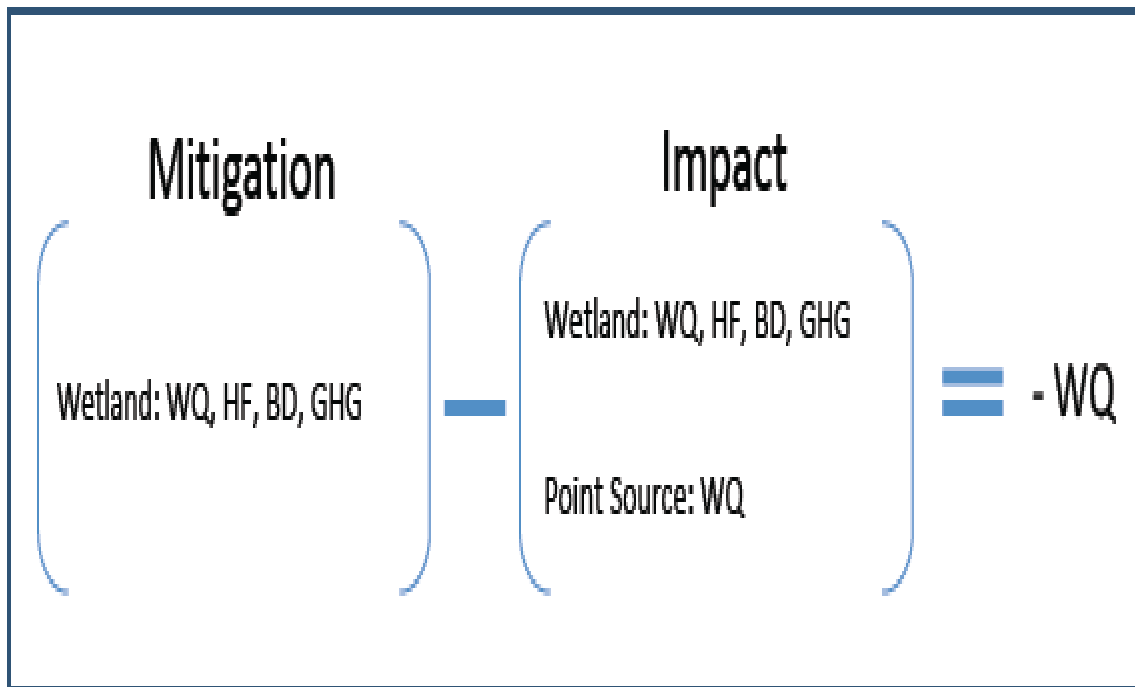 Mitigation
Impact
Wetland: WQ, HF, BD, GHG
Wetland: WQ, HF, BD, GHG
Point Source: WQ
- WQ